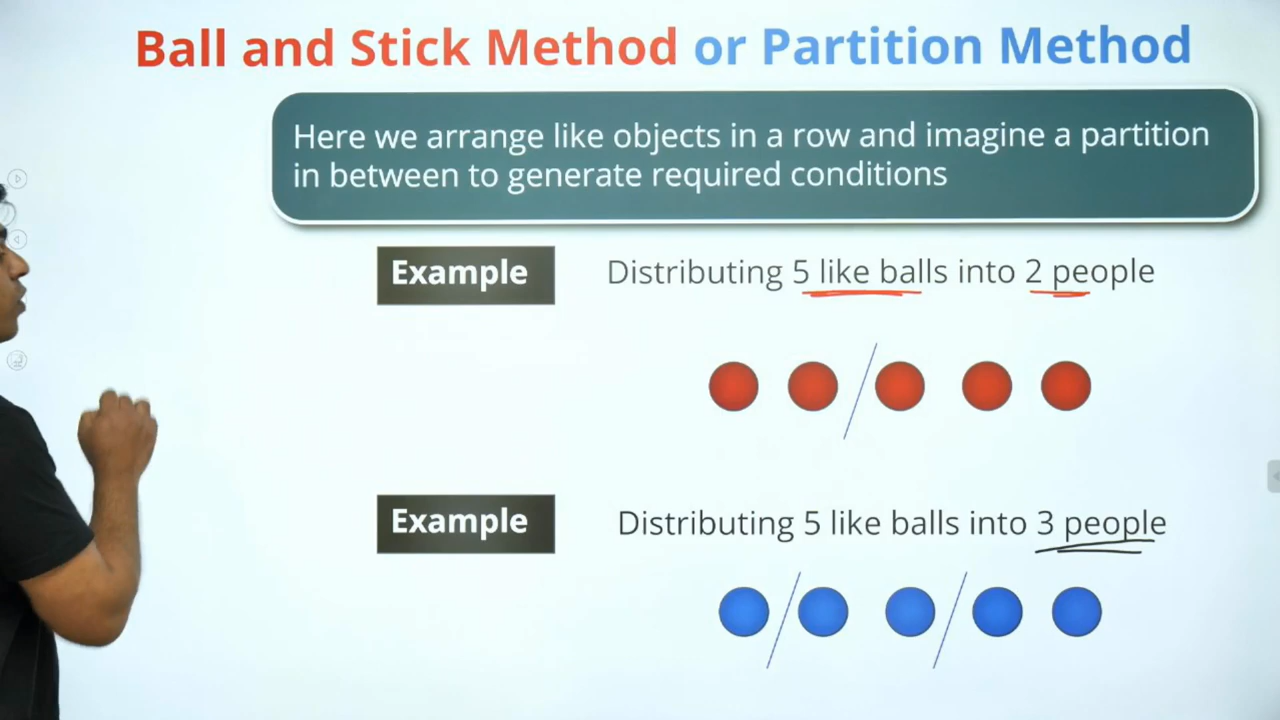 Ball and Stick Method or Partition Method
Here we arrange like objects in a row and imagine a partition
in between to generate required conditions
Example
Distributing 5 like balls into 2 people
Example
Distributing 5 like balls into 3 people